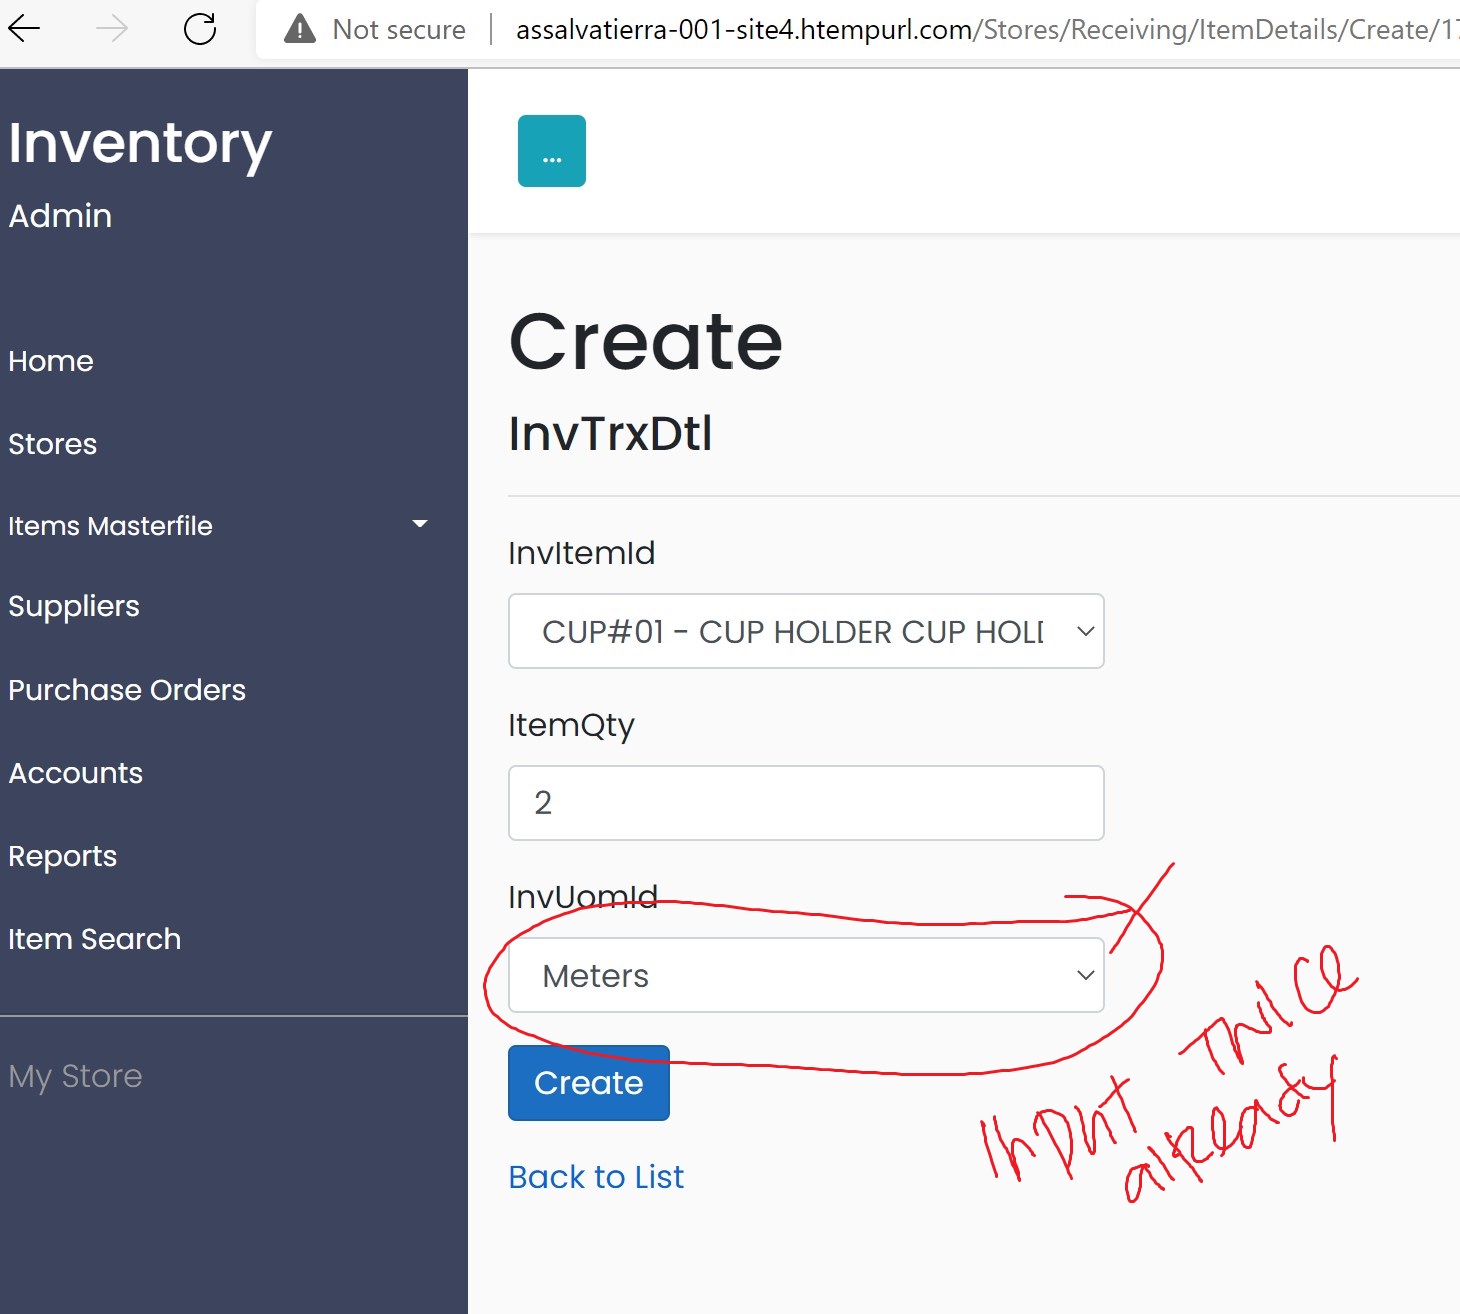 Not secure
assalvatierra-001-site4.htempurl.com/Stores/Receiving/ItemDetails/Create/17
Inventory
Admin
...
Home
Stores
Items Masterfile
Suppliers
Purchase Orders
Accounts
Reports
Item Search
My Store
Create
InvTrxDtl
InvItemId
CUP#01 - CUP HOLDER CUP HOLD
ItemQty
2
InvUomId
Meters
Create
Back to List
Input Twice
already